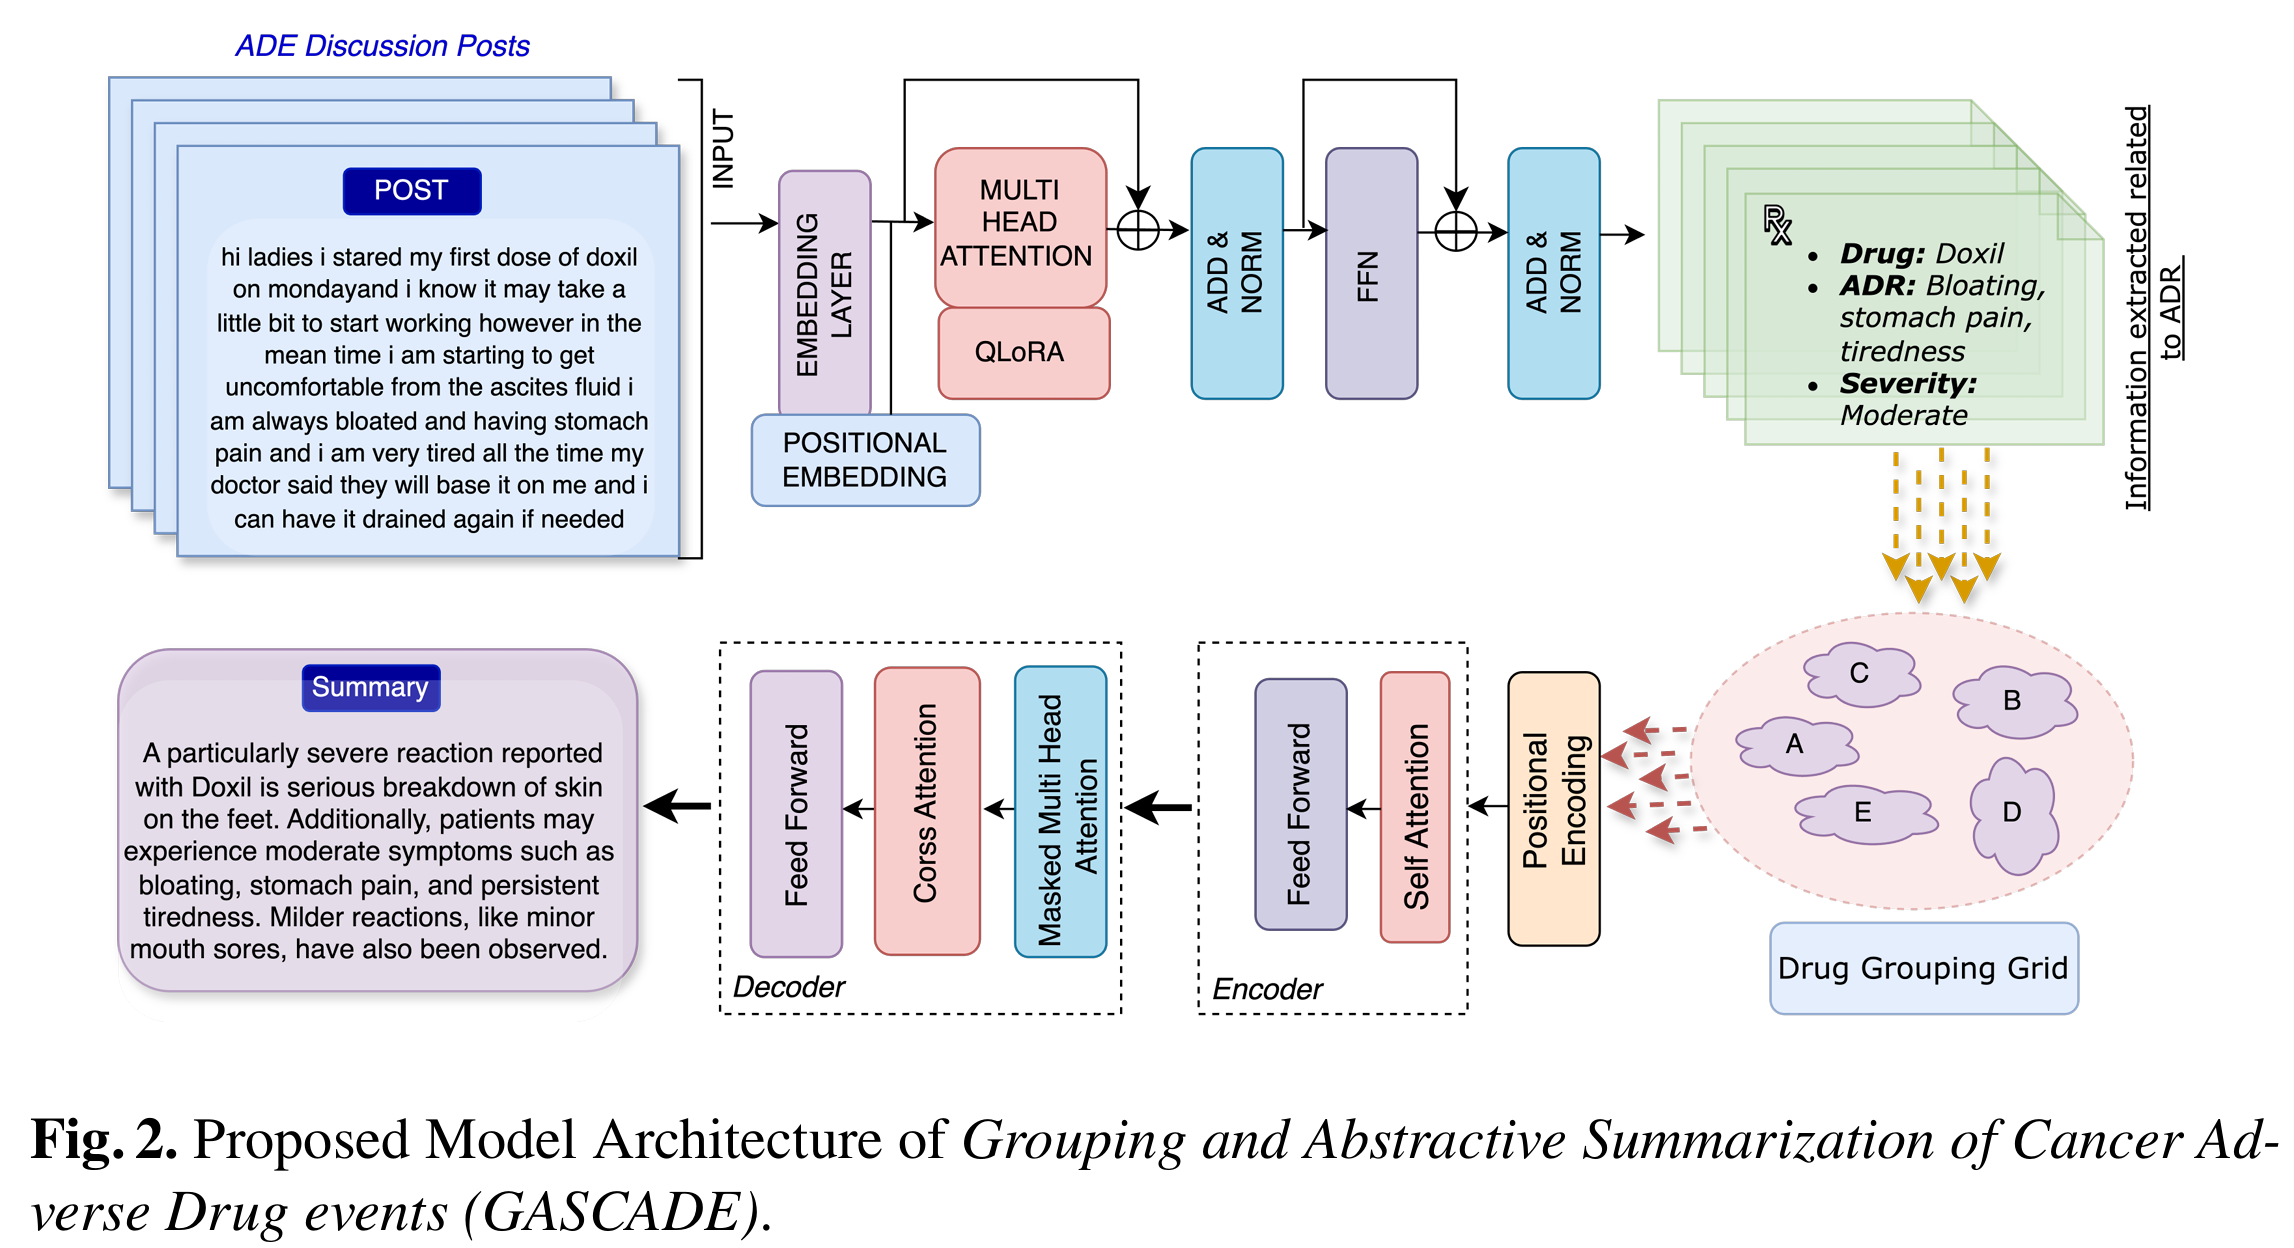 ADE Discussion Posts
POST
hi ladies i stared my first dose of doxil
on mondayand i know it may take a
little bit to start working however in the
mean time i am starting to get
uncomfortable from the ascites fluid i
am always bloated and having stomach
pain and i am very tired all the time my
doctor said they will base it on me and i
can have it drained again if needed
INPUT
EMBEDDING
LAYER
POSITIONAL
EMBEDDING
MULTI
HEAD
ATTENTION
QLoRA
ADD &
NORM
FFN
ADD &
NORM
Rx
• Drug: Doxil
• ADR: Bloating,
stomach pain,
tiredness
• Severity:
Moderate
Information extracted related
to ADR
C
B
A
E
D
Drug Grouping Grid
Positional
Encoding
Self Attention
Feed Forward
Encoder
Masked Multi Head
Attention
Corss Attention
Feed Forward
Decoder
Summary
A particularly severe reaction reported
with Doxil is serious breakdown of skin
on the feet. Additionally, patients may
experience moderate symptoms such as
bloating, stomach pain, and persistent
tiredness. Milder reactions, like minor
mouth sores, have also been observed.
Fig. 2. Proposed Model Architecture of Grouping and Abstractive Summarization of Cancer Ad-
verse Drug events (GASCADE).